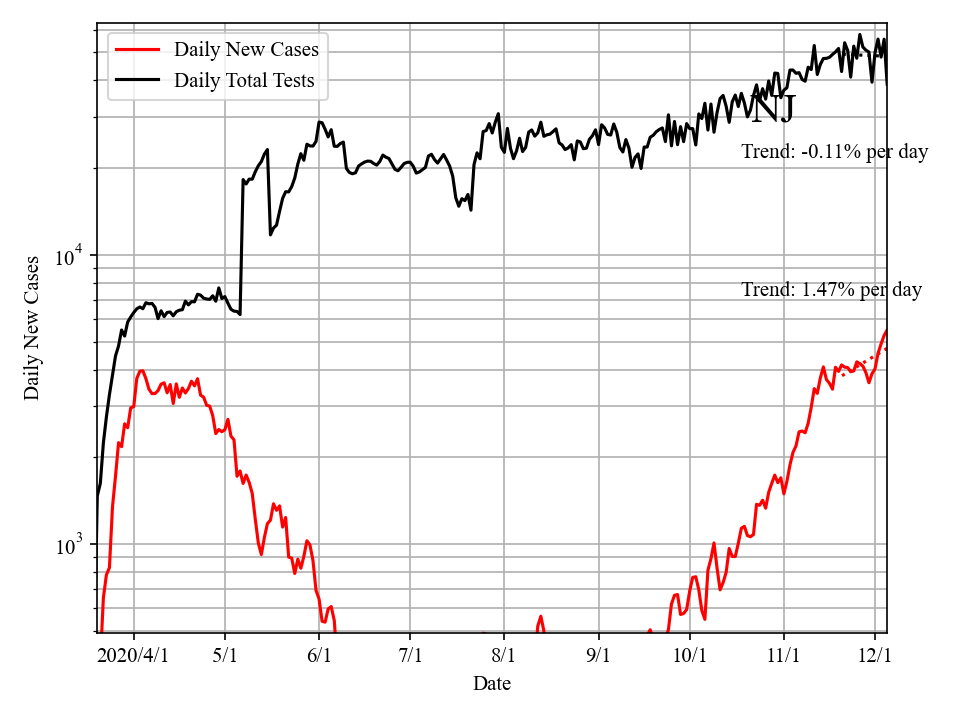 Daily New Cases
Daily Total Tests
NJ
Trend: -0.11% per day
Trend: 1.47% per day
10^4
10^3
Daily New Cases
2020/4/1 5/1 6/1 7/1 8/1 9/1 10/1 11/1 12/1
Date